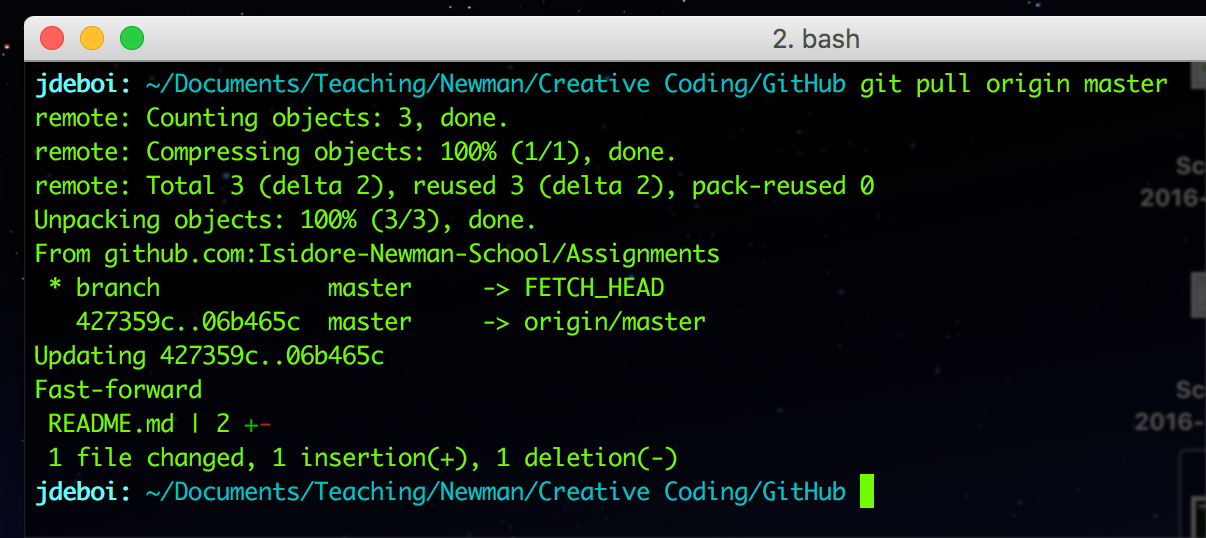 2. bash
jdeboi: ~/Documents/Teaching/Newman/Creative Coding/GitHub git pull origin master
remote: Counting objects: 3, done.
remote: Compressing objects: 100% (1/1), done.
remote: Total 3 (delta 2), reused 3 (delta 2), pack-reused 0
Unpacking objects: 100% (3/3), done.
From github.com:Isidore-Newman-School/Assignments
 * branch            master     -> FETCH_HEAD
   427359c..06b465c  master     -> origin/master
Updating 427359c..06b465c
Fast-forward
 README.md | 2 +-
 1 file changed, 1 insertion(+), 1 deletion(-)
jdeboi: ~/Documents/Teaching/Newman/Creative Coding/GitHub
Sc
2016-
Sc
2016-